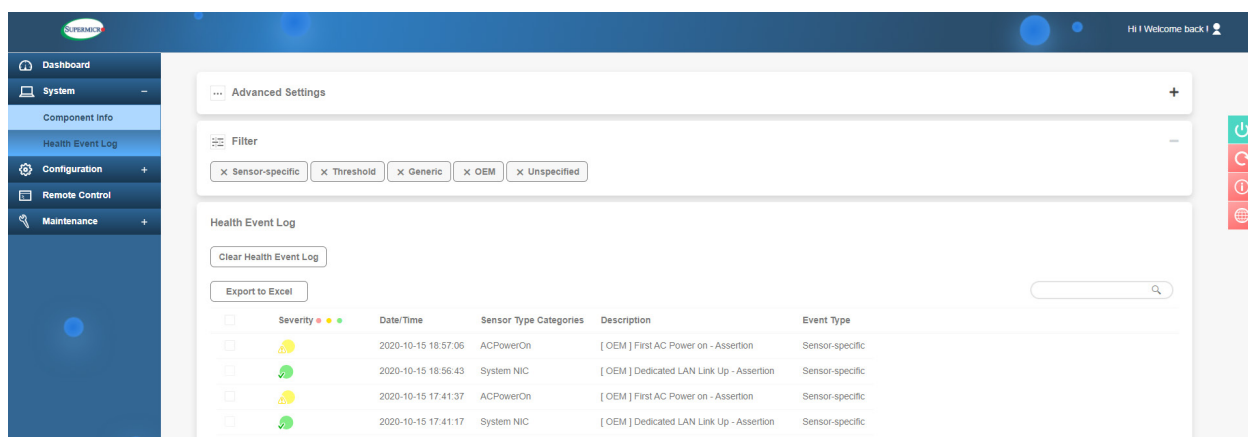 SUPERMICR
Hi ! Welcome back !
Dashboard
System −
Component Info
Health Event Log
Configuration +
Remote Control
Maintenance +
... Advanced Settings +
Filter −
× Sensor-specific × Threshold × Generic × OEM × Unspecified
Health Event Log
Clear Health Event Log
Export to Excel
Severity Date/Time Sensor Type Categories Description Event Type
2020-10-15 18:57:06 ACPowerOn [ OEM ] First AC Power on - Assertion Sensor-specific
2020-10-15 18:56:43 System NIC [ OEM ] Dedicated LAN Link Up - Assertion Sensor-specific
2020-10-15 17:41:37 ACPowerOn [ OEM ] First AC Power on - Assertion Sensor-specific
2020-10-15 17:41:17 System NIC [ OEM ] Dedicated LAN Link Up - Assertion Sensor-specific